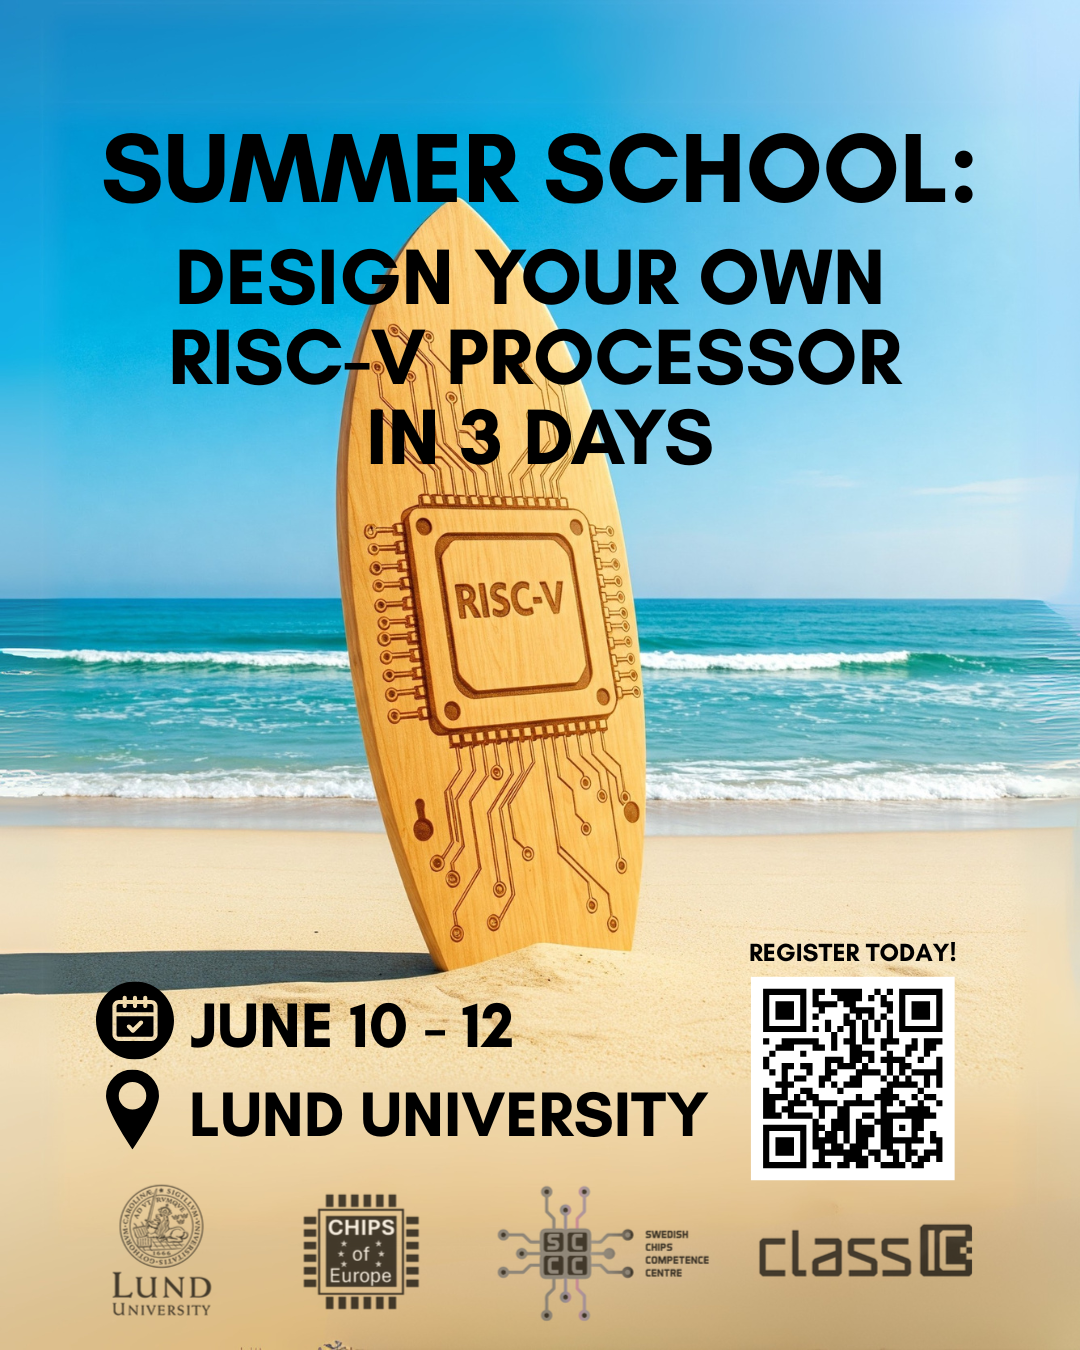 SUMMER SCHOOL:
DESIGN YOUR OWN
RISC-V PROCESSOR
IN 3 DAYS
RISC-V
REGISTER TODAY!
JUNE 10 - 12
LUND UNIVERSITY
LUND
UNIVERSITY
CHIPS
of
Europe
SC
CC
SWEDISH
CHIPS
COMPETENCE
CENTRE
classIC